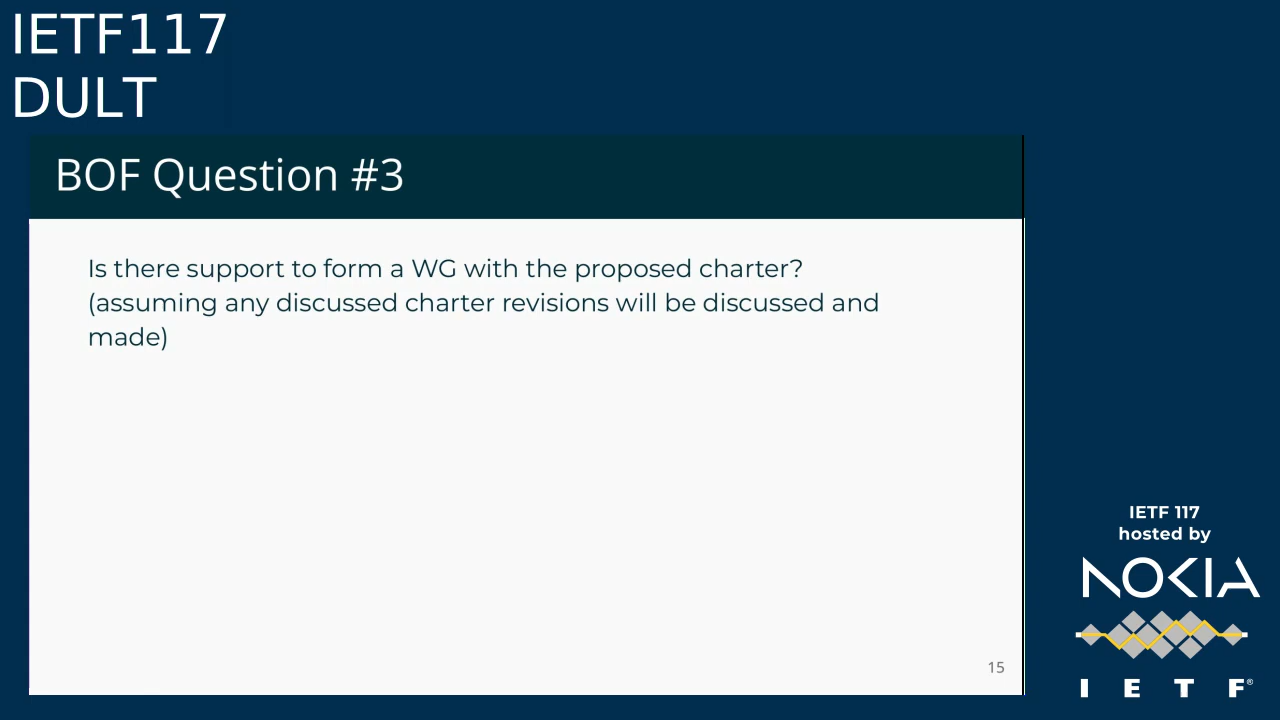 IETF117
DULT
BOF Question #3
Is there support to form a WG with the proposed charter?
(assuming any discussed charter revisions will be discussed and
made)
15
IETF 117
hosted by
NOKIA
I E T F®